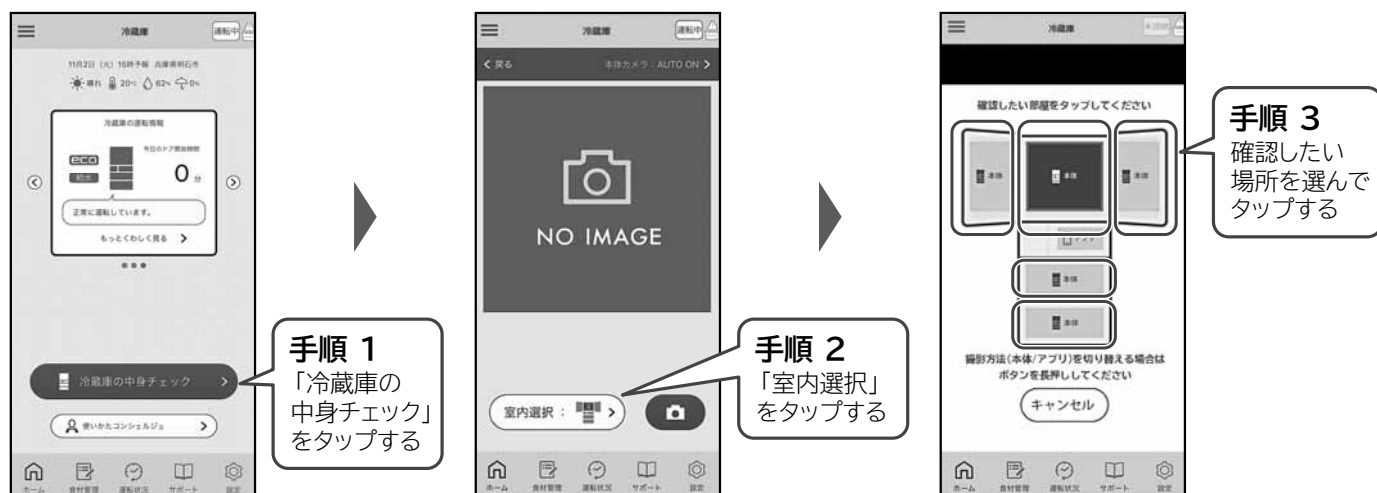 冷蔵庫
運転中
11月2日 (火) 16時予報 兵庫県明石市
晴れ 20℃ 62% 0%
冷蔵庫の運転情報
今日のドア開放時間
eco
給水
0 分
正常に運転しています。
もっとくわしく見る
冷蔵庫の中身チェック
使いかたコンシェルジュ
ホーム 食材管理 運転状況 サポート 設定
手順 1
「冷蔵庫の
中身チェック」
をタップする
冷蔵庫
運転中
戻る 本体カメラ:AUTO ON
NO IMAGE
室内選択:
ホーム 食材管理 運転状況 サポート 設定
手順 2
「室内選択」
をタップする
冷蔵庫
確認したい部屋をタップしてください
本体 本体 本体
アプリ
本体
本体
撮影方法(本体/アプリ)を切り替える場合は
ボタンを長押ししてください
キャンセル
ホーム 食材管理 運転状況 サポート 設定
手順 3
確認したい
場所を選んで
タップする